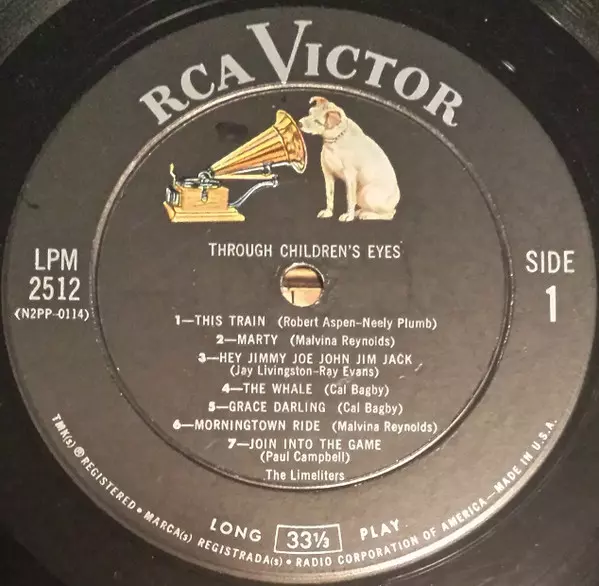 RCA VICTOR
THROUGH CHILDREN'S EYES
LPM
2512
(N2PP-0114)
SIDE
1
1—THIS TRAIN (Robert Aspen-Neely Plumb)
2—MARTY (Malvina Reynolds)
3—HEY JIMMY JOE JOHN JIM JACK
(Jay Livingston-Ray Evans)
4—THE WHALE (Cal Bagby)
5—GRACE DARLING (Cal Bagby)
6—MORNINGTOWN RIDE (Malvina Reynolds)
7—JOIN INTO THE GAME
(Paul Campbell)
The Limeliters
LONG 33⅓ PLAY
TMK(s) ® REGISTERED • MARCA(s) REGISTRADA(s) • RADIO CORPORATION OF AMERICA—MADE IN U.S.A.